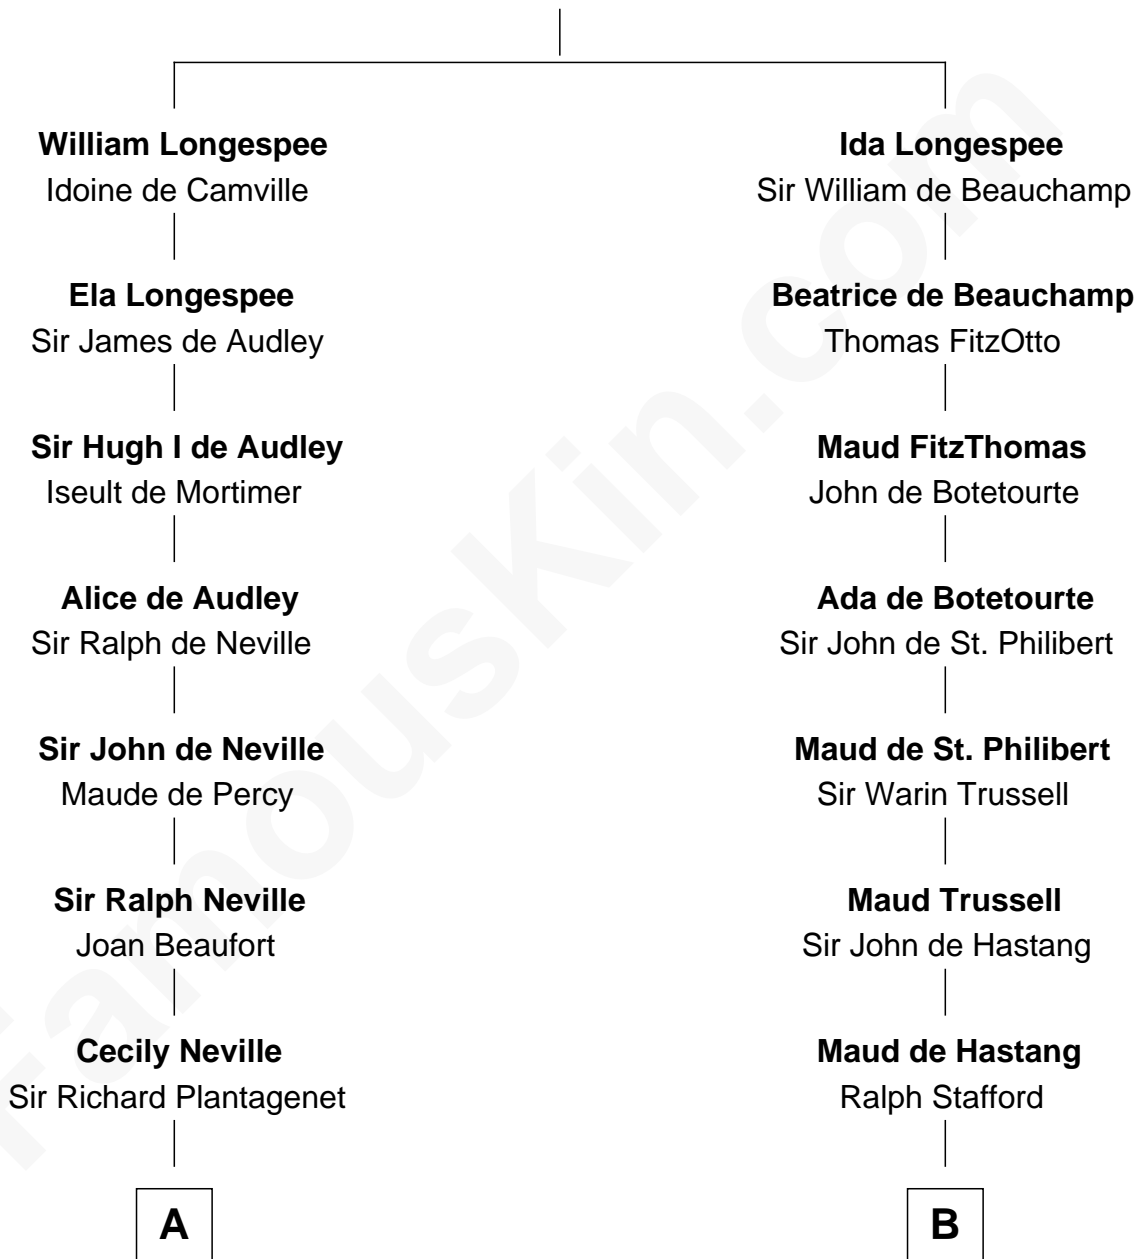 William Longespee
Idoine de Camville
Ela Longespee
Sir James de Audley
Sir Hugh I de Audley
Iseult de Mortimer
Alice de Audley
Sir Ralph de Neville
Sir John de Neville
Maude de Percy
Sir Ralph Neville
Joan Beaufort
Cecily Neville
Sir Richard Plantagenet
A
Ida Longespee
Sir William de Beauchamp
Beatrice de Beauchamp
Thomas FitzOtto
Maud FitzThomas
John de Botetourte
Ada de Botetourte
Sir John de St. Philibert
Maud de St. Philibert
Sir Warin Trussell
Maud Trussell
Sir John de Hastang
Maud de Hastang
Ralph Stafford
B
FamousKin.com